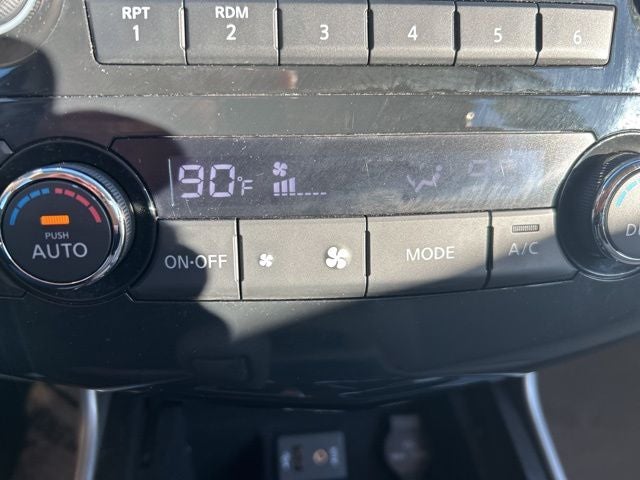 RPT RDM
1 2 3 4 5 6
90°F
PUSH
AUTO
ON-OFF MODE A/C